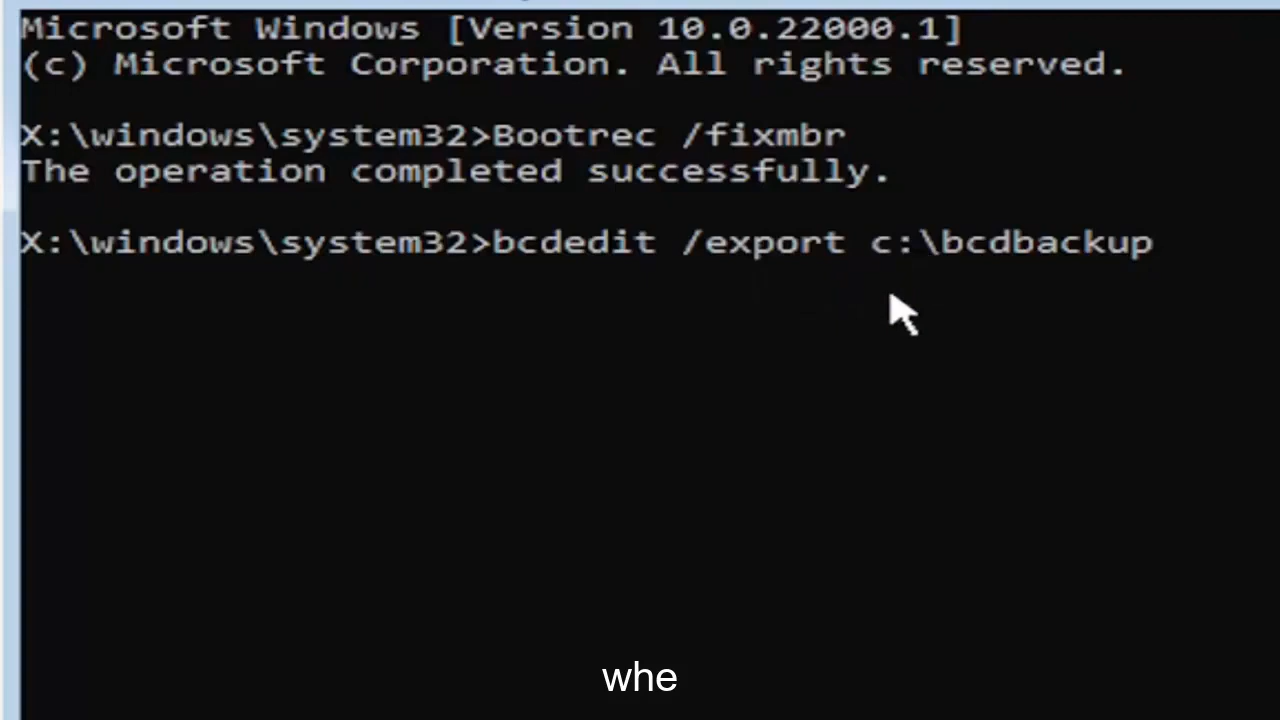 Microsoft Windows [Version 10.0.22000.1]
(c) Microsoft Corporation. All rights reserved.
X:\windows\system32>Bootrec /fixmbr
The operation completed successfully.
X:\windows\system32>bcdedit /export c:\bcdbackup
whe